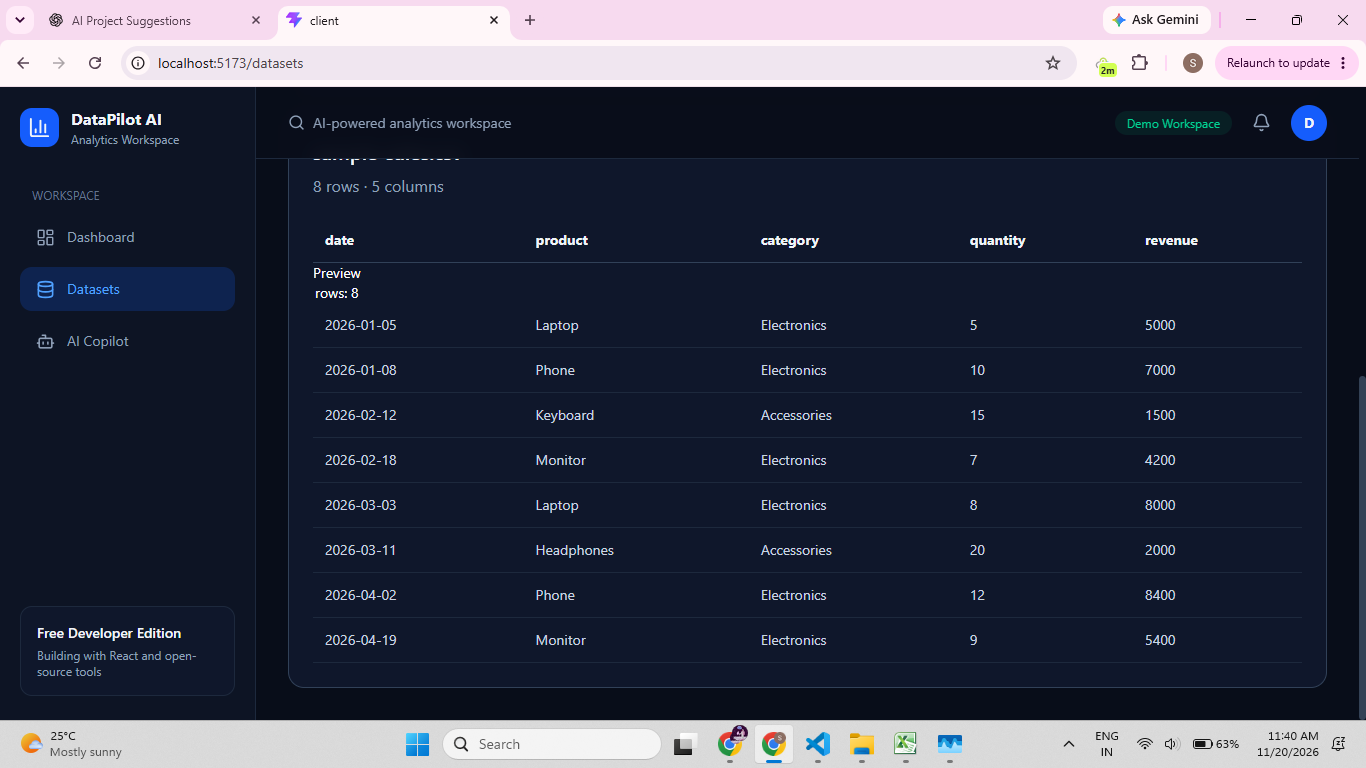 AI Project Suggestions
client
Ask Gemini
localhost:5173/datasets
2m
S
Relaunch to update
DataPilot AI
Analytics Workspace
AI-powered analytics workspace
Demo Workspace
D
WORKSPACE
Dashboard
Datasets
AI Copilot
Free Developer Edition
Building with React and open-
source tools
8 rows · 5 columns
date product category quantity revenue
Preview
rows: 8
2026-01-05 Laptop Electronics 5 5000
2026-01-08 Phone Electronics 10 7000
2026-02-12 Keyboard Accessories 15 1500
2026-02-18 Monitor Electronics 7 4200
2026-03-03 Laptop Electronics 8 8000
2026-03-11 Headphones Accessories 20 2000
2026-04-02 Phone Electronics 12 8400
2026-04-19 Monitor Electronics 9 5400
25°C
Mostly sunny
Search
ENG
IN
63%
11:40 AM
11/20/2026